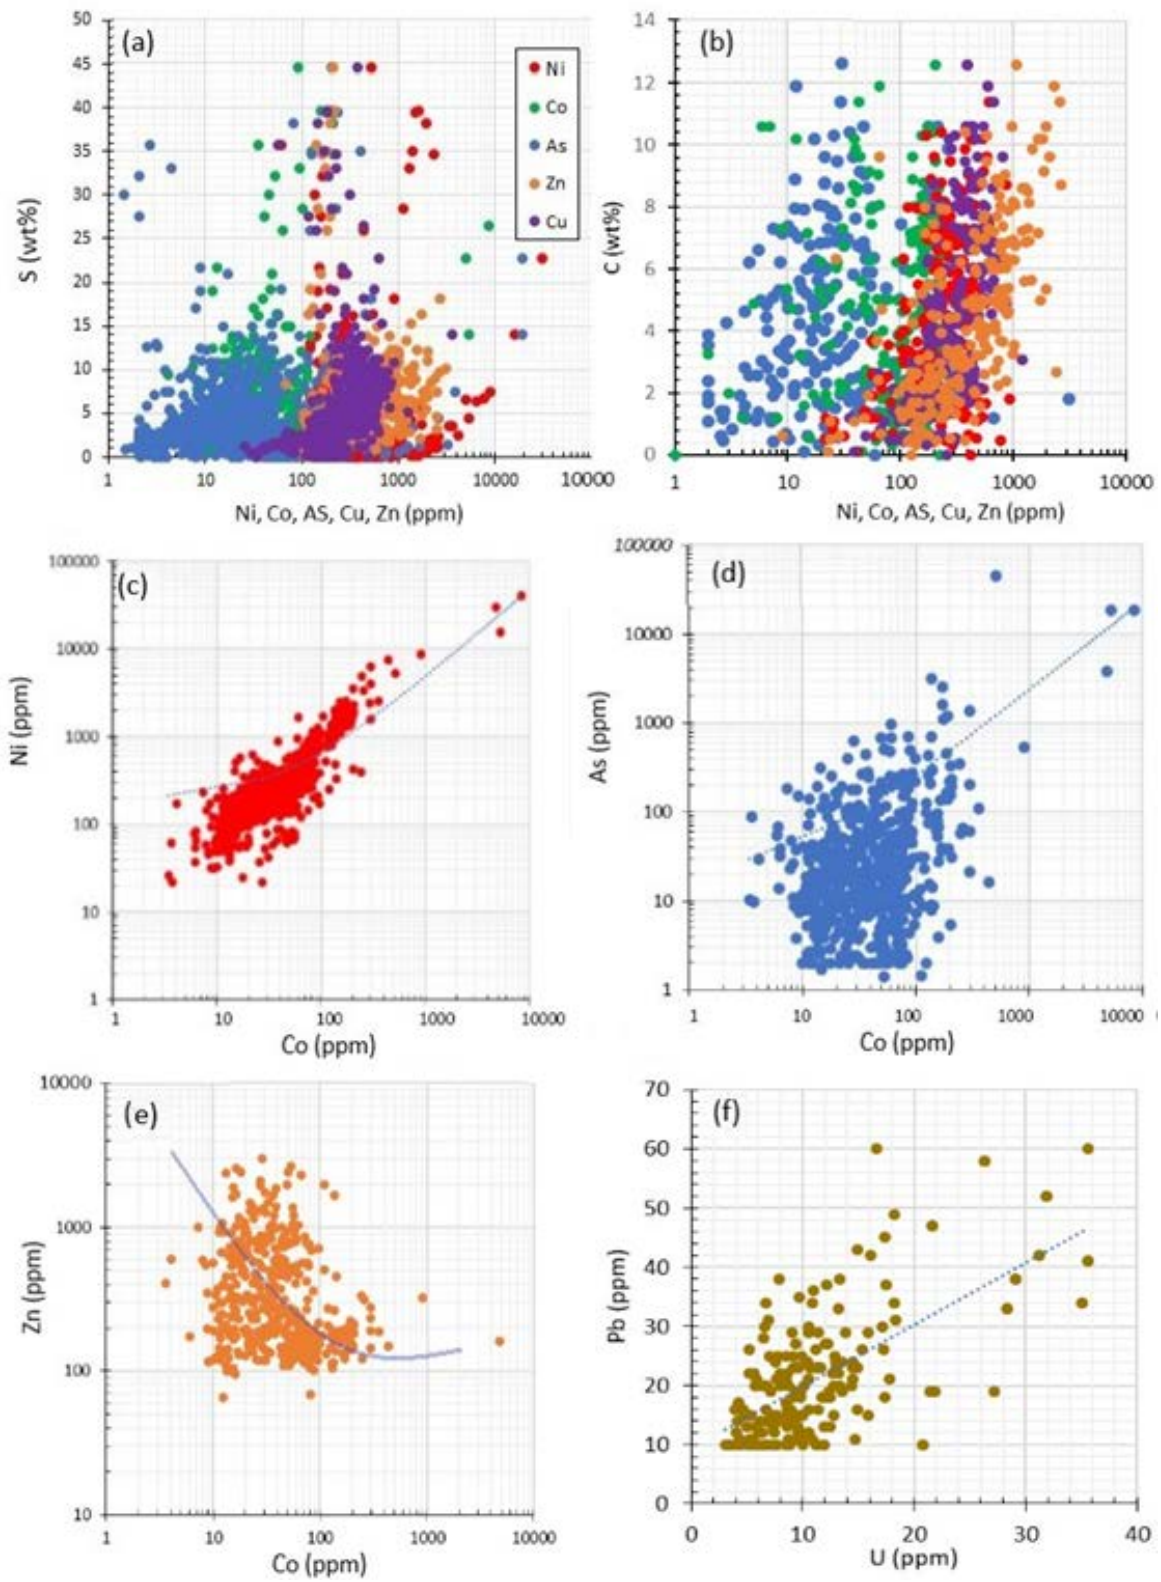 (a)
50
45
40
35
30
25
20
15
10
5
0
S (wt%)
Ni
Co
As
Zn
Cu
1 10 100 1000 10000 100000
Ni, Co, AS, Cu, Zn (ppm)
(b)
14
12
10
8
6
4
2
0
C (wt%)
1 10 100 1000 10000
Ni, Co, AS, Cu, Zn (ppm)
(c)
100000
10000
1000
100
10
1
Ni (ppm)
1 10 100 1000 10000
Co (ppm)
(d)
100000
10000
1000
100
10
1
As (ppm)
1 10 100 1000 10000
Co (ppm)
(e)
10000
1000
100
10
Zn (ppm)
1 10 100 1000 10000
Co (ppm)
(f)
70
60
50
40
30
20
10
0
Pb (ppm)
0 10 20 30 40
U (ppm)